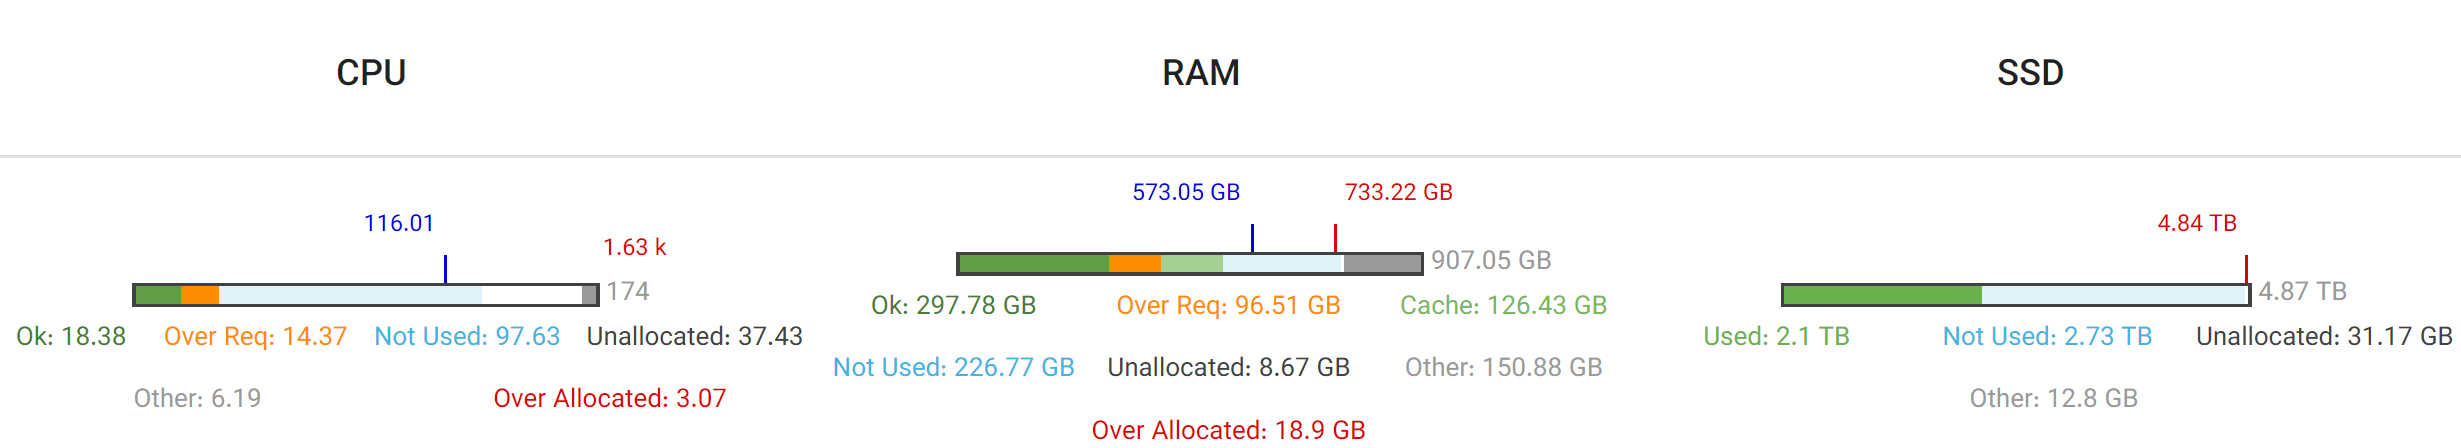 CPU
RAM
SSD
116.01
1.63 k
174
Ok: 18.38
Over Req: 14.37
Not Used: 97.63
Unallocated: 37.43
Other: 6.19
Over Allocated: 3.07
573.05 GB
733.22 GB
907.05 GB
Ok: 297.78 GB
Over Req: 96.51 GB
Cache: 126.43 GB
Not Used: 226.77 GB
Unallocated: 8.67 GB
Other: 150.88 GB
Over Allocated: 18.9 GB
4.84 TB
4.87 TB
Used: 2.1 TB
Not Used: 2.73 TB
Unallocated: 31.17 GB
Other: 12.8 GB